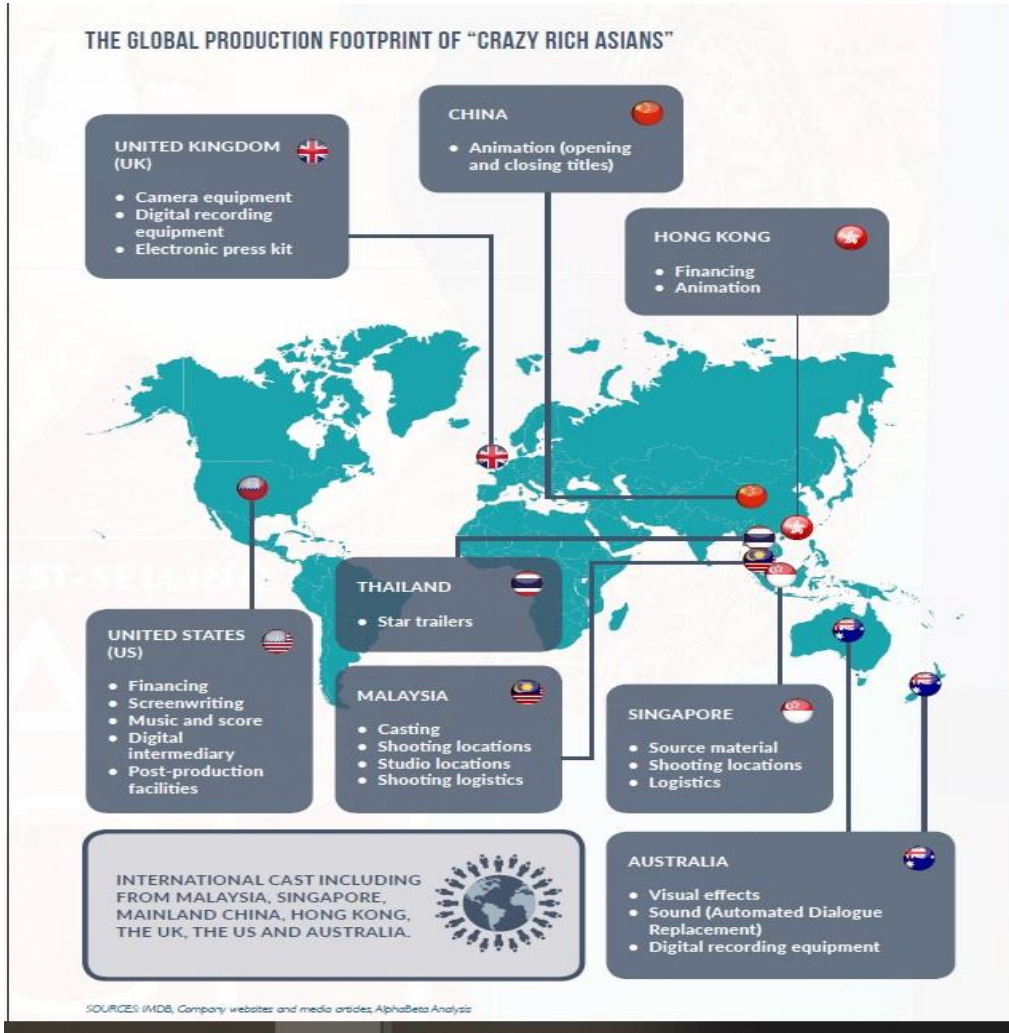 THE GLOBAL PRODUCTION FOOTPRINT OF “CRAZY RICH ASIANS”
CHINA
• Animation (opening
and closing titles)
UNITED KINGDOM
(UK)
• Camera equipment
• Digital recording
equipment
• Electronic press kit
HONG KONG
• Financing
• Animation
THAILAND
• Star trailers
UNITED STATES
(US)
• Financing
• Screenwriting
• Music and score
• Digital
intermediary
• Post-production
facilities
MALAYSIA
• Casting
• Shooting locations
• Studio locations
• Shooting logistics
SINGAPORE
• Source material
• Shooting locations
• Logistics
AUSTRALIA
• Visual effects
• Sound (Automated Dialogue
Replacement)
• Digital recording equipment
INTERNATIONAL CAST INCLUDING
FROM MALAYSIA, SINGAPORE,
MAINLAND CHINA, HONG KONG,
THE UK, THE US AND AUSTRALIA.
SOURCES: IMDB, Company websites and media articles, AlphaBeta Analysis